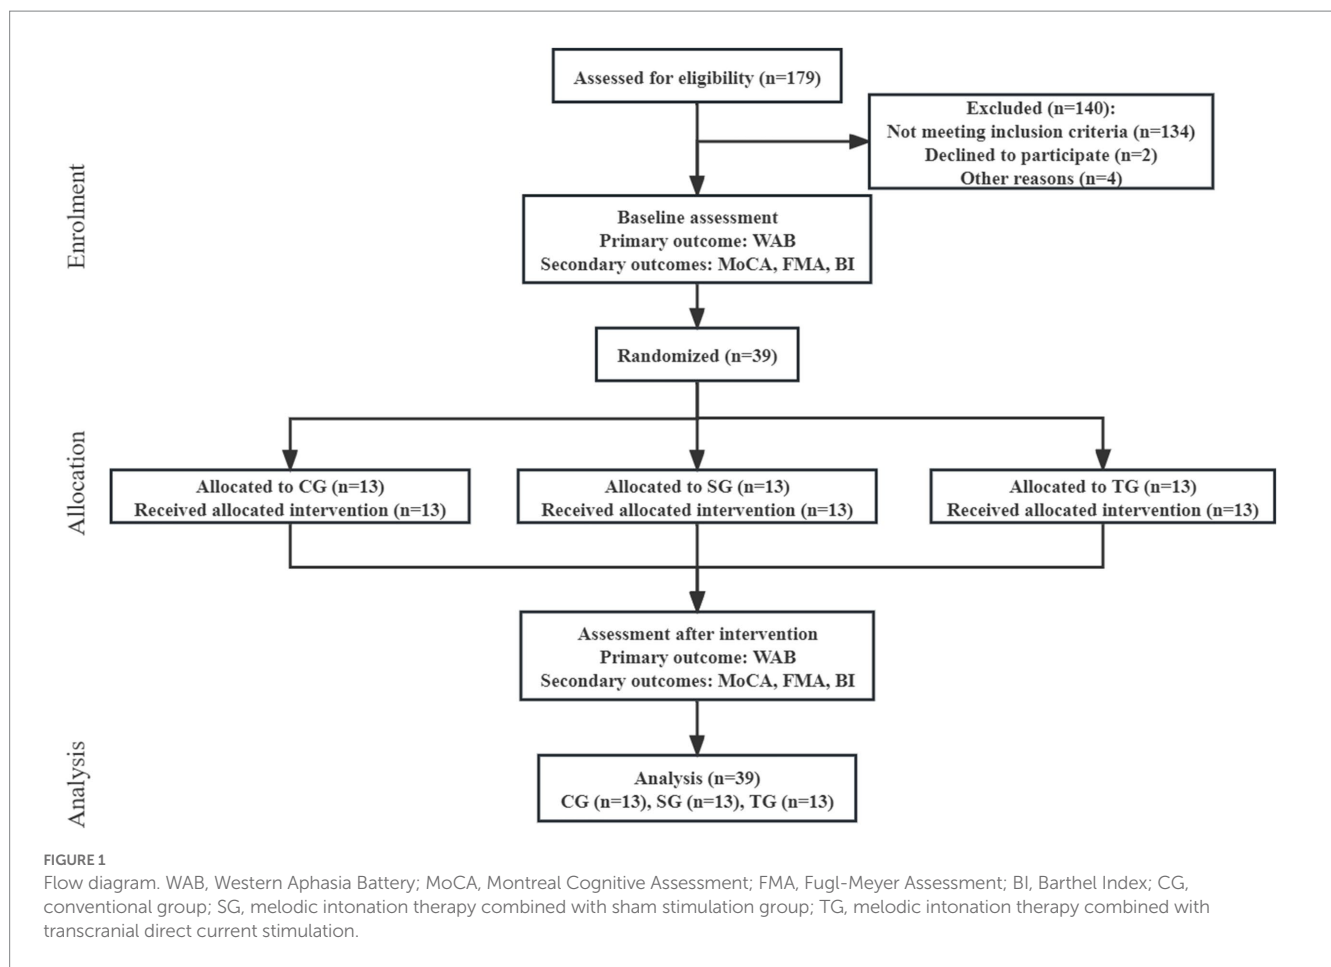 Assessed for eligibility (n=179)
Excluded (n=140):
Not meeting inclusion criteria (n=134)
Declined to participate (n=2)
Other reasons (n=4)
Enrolment
Baseline assessment
Primary outcome: WAB
Secondary outcomes: MoCA, FMA, BI
Randomized (n=39)
Allocation
Allocated to CG (n=13)
Received allocated intervention (n=13)
Allocated to SG (n=13)
Received allocated intervention (n=13)
Allocated to TG (n=13)
Received allocated intervention (n=13)
Assessment after intervention
Primary outcome: WAB
Secondary outcomes: MoCA, FMA, BI
Analysis
Analysis (n=39)
CG (n=13), SG (n=13), TG (n=13)
FIGURE 1
Flow diagram. WAB, Western Aphasia Battery; MoCA, Montreal Cognitive Assessment; FMA, Fugl-Meyer Assessment; BI, Barthel Index; CG,
conventional group; SG, melodic intonation therapy combined with sham stimulation group; TG, melodic intonation therapy combined with
transcranial direct current stimulation.